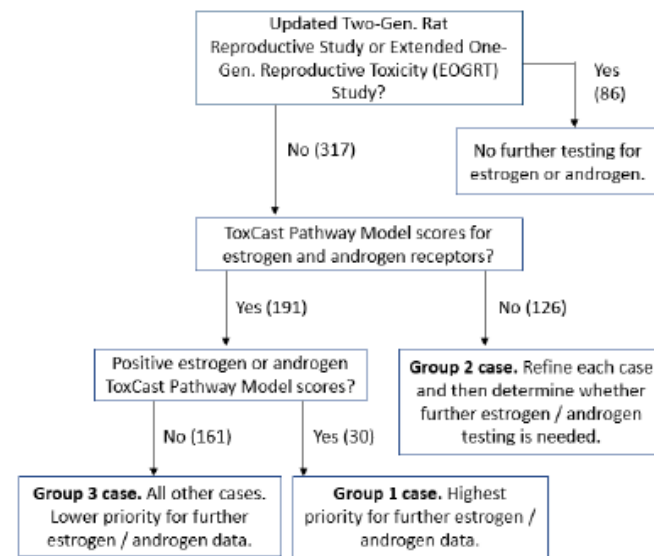 Updated Two-Gen. Rat
Reproductive Study or Extended One-
Gen. Reproductive Toxicity (EOGRT)
Study?
Yes
(86)
No (317)
No further testing for
estrogen or androgen.
ToxCast Pathway Model scores for
estrogen and androgen receptors?
Yes (191)
No (126)
Positive estrogen or androgen
ToxCast Pathway Model scores?
Group 2 case. Refine each case
and then determine whether
further estrogen / androgen
testing is needed.
No (161)
Yes (30)
Group 3 case. All other cases.
Lower priority for further
estrogen / androgen data.
Group 1 case. Highest
priority for further estrogen /
androgen data.